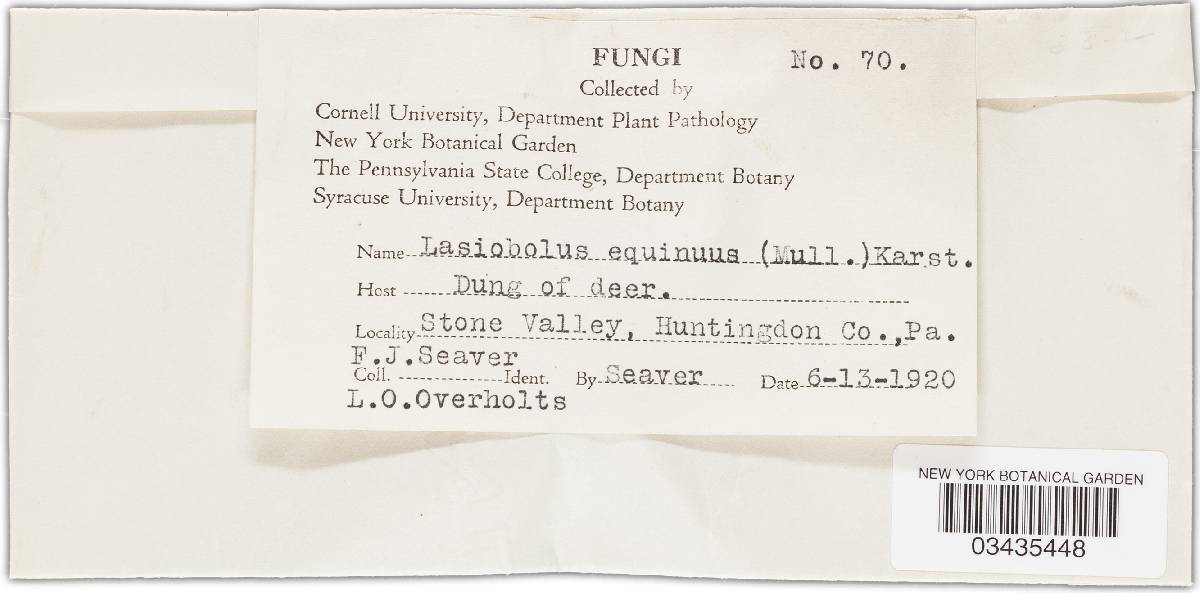 FUNGI No. 70.
Collected by
Cornell University, Department Plant Pathology
New York Botanical Garden
The Pennsylvania State College, Department Botany
Syracuse University, Department Botany
Name Lasiobolus equinuus (Mull.) Karst.
Host Dung of deer.
Locality Stone Valley, Huntingdon Co.,Pa.
F.J.Seaver
Coll. Ident. By Seaver Date 6-13-1920
L.O.Overholts
NEW YORK BOTANICAL GARDEN
03435448